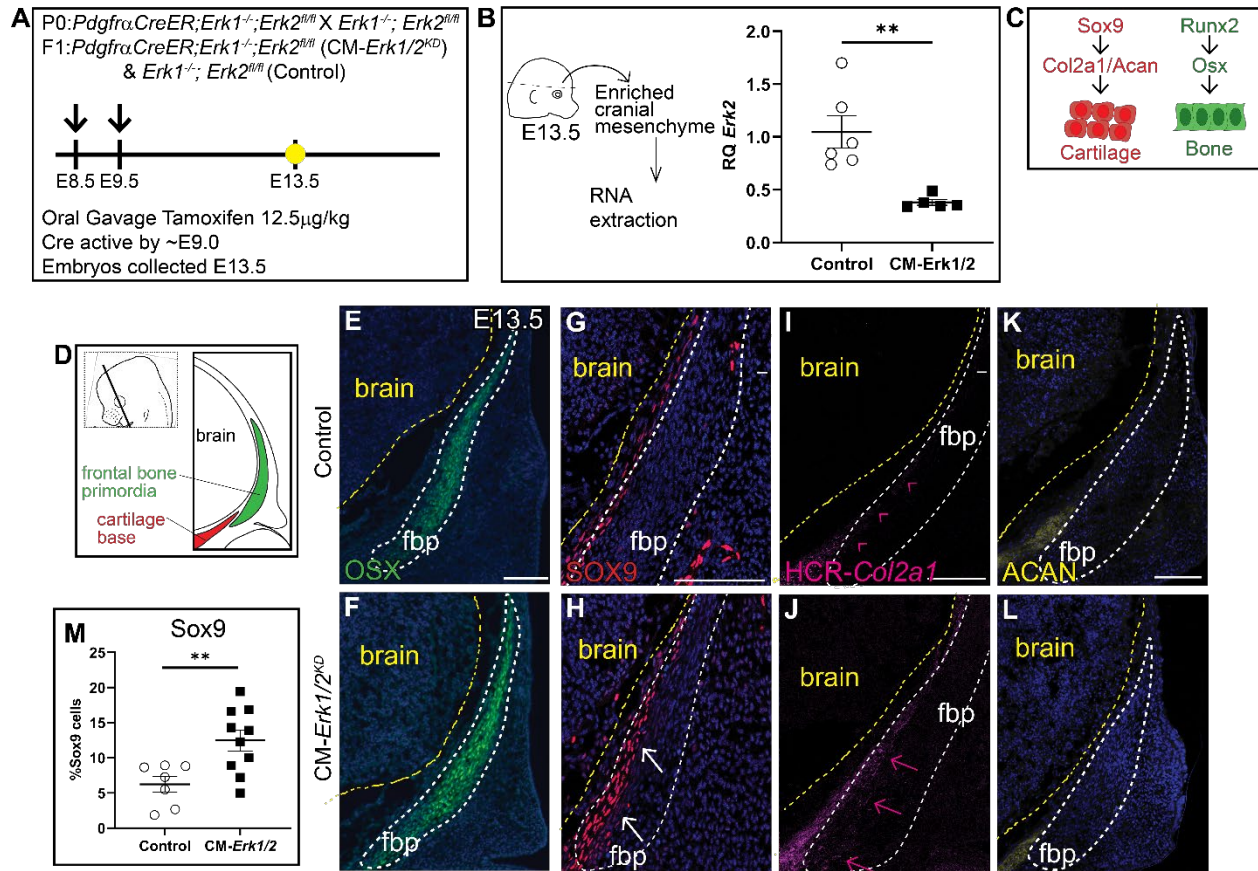 A
P0:PdgfrαCreER;Erk1-/-;Erk2fl/fl X Erk1-/-; Erk2fl/fl
F1:PdgfrαCreER;Erk1-/-;Erk2fl/fl (CM-Erk1/2KD)
& Erk1-/-; Erk2fl/fl (Control)
E8.5 E9.5 E13.5
Oral Gavage Tamoxifen 12.5μg/kg
Cre active by ~E9.0
Embryos collected E13.5
B
E13.5
Enriched
cranial
mesenchyme
RNA
extraction
RQ Erk2
2.0
1.5
1.0
0.5
0.0
**
Control CM-Erk1/2
C
Sox9 Runx2
Col2a1/Acan Osx
Cartilage Bone
D
brain
frontal bone
primordia
cartilage
base
Control
E
E13.5
brain
fbp
OSX
G
brain
fbp
SOX9
I
brain
fbp
HCR-Col2a1
K
brain
fbp
ACAN
M
Sox9
**
%Sox9 cells
25
20
15
10
5
0
Control CM-Erk1/2
CM-Erk1/2KD
F
brain
fbp
H
brain
fbp
J
brain
fbp
L
brain
fbp